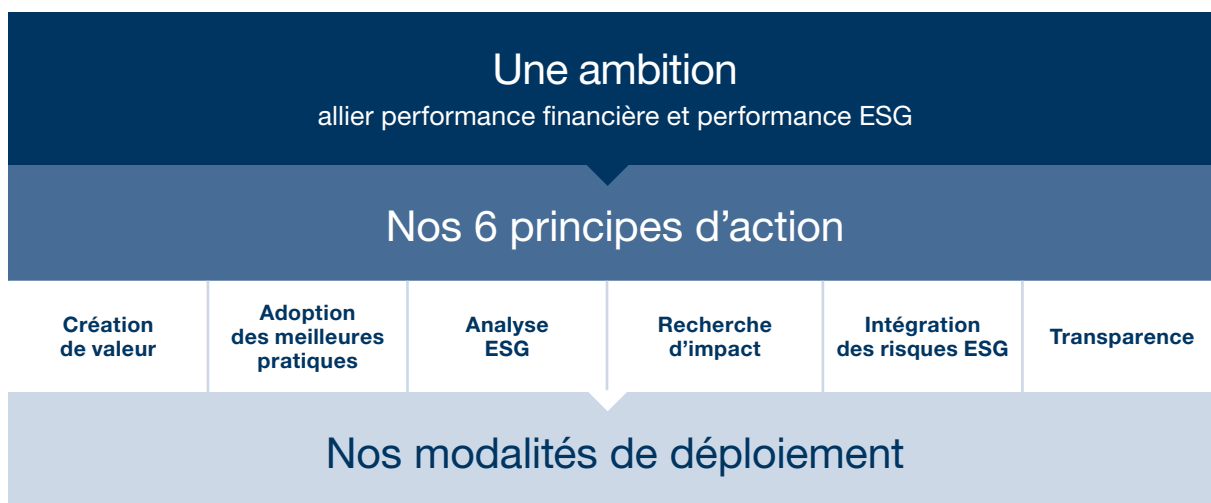 Une ambition
allier performance financière et performance ESG
Nos 6 principes d’action
Création
de valeur
Adoption
des meilleures
pratiques
Analyse
ESG
Recherche
d’impact
Intégration
des risques ESG
Transparence
Nos modalités de déploiement